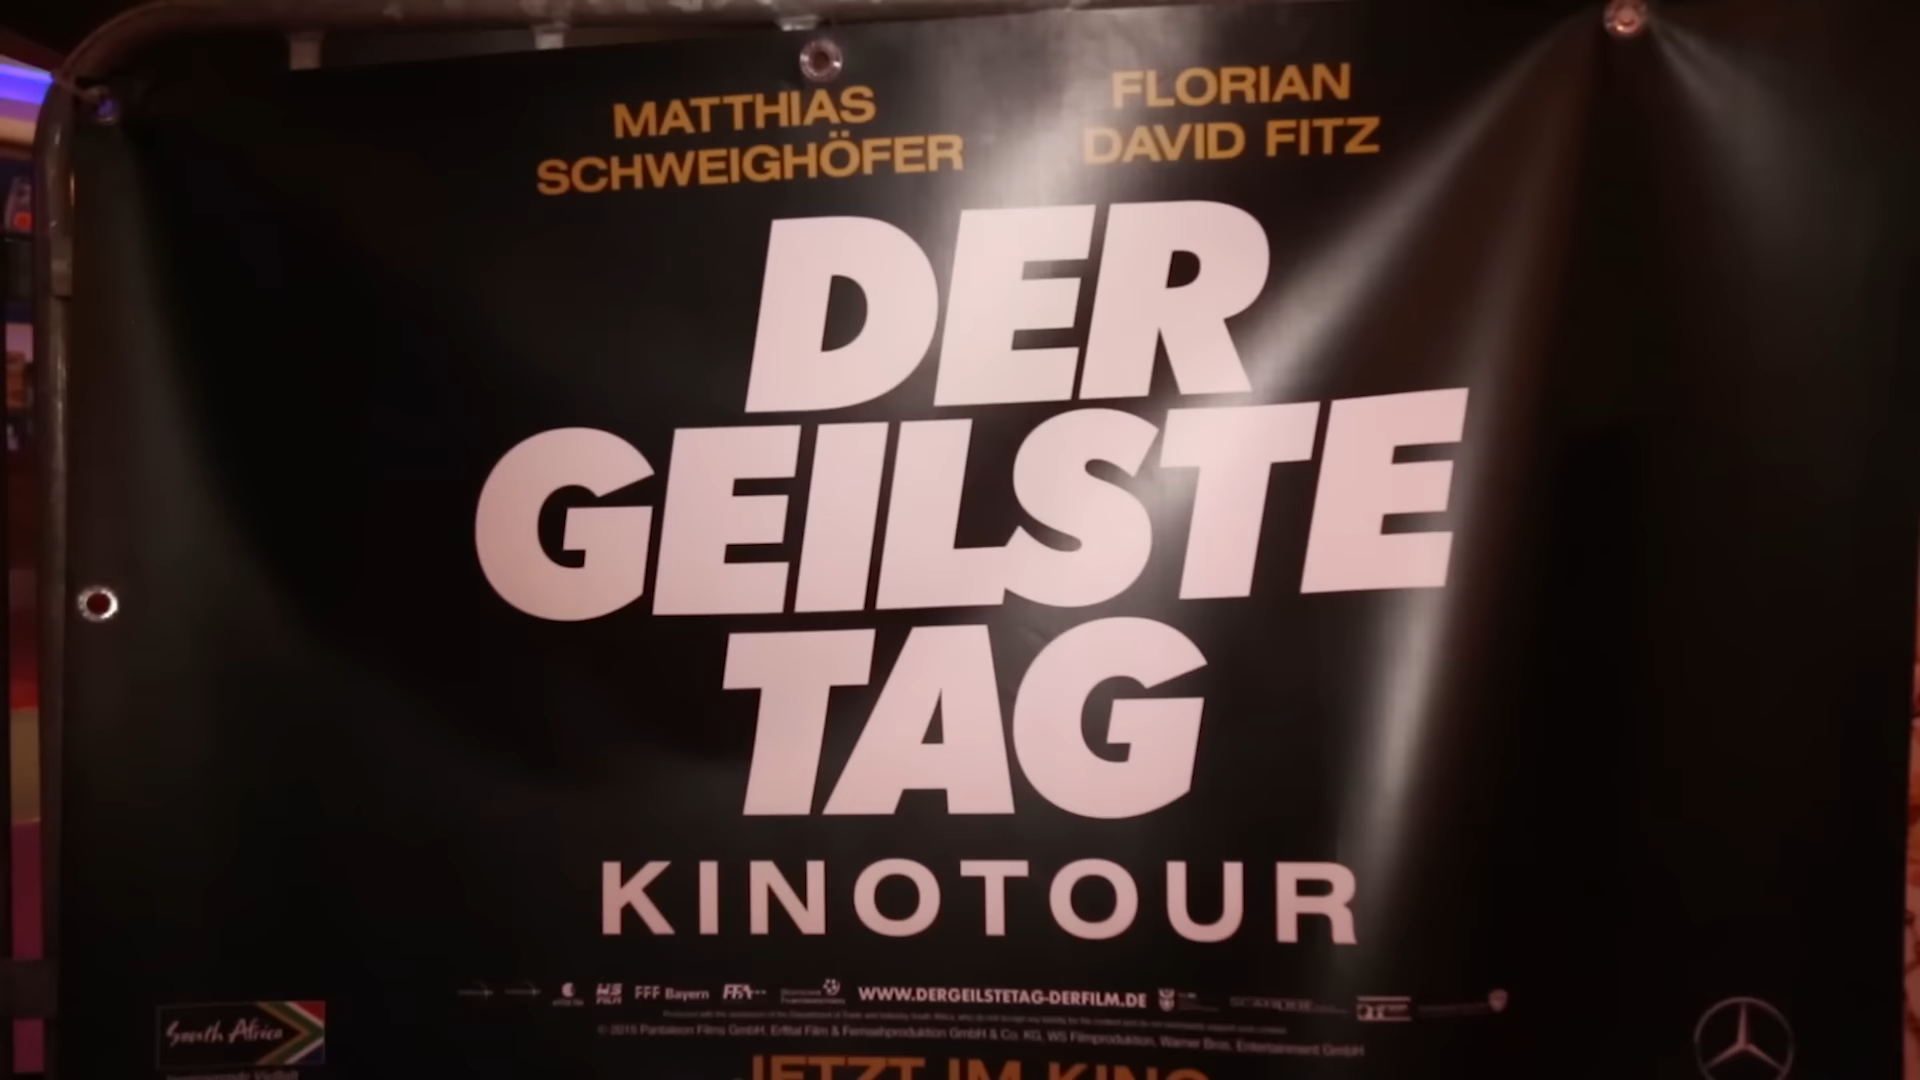 MATTHIAS
SCHWEIGHÖFER
FLORIAN
DAVID FITZ
DER
GEILSTE
TAG
KINOTOUR
FFF Bayern
WWW.DERGEILSTETAG-DERFILM.DE
© 2015 Pantaleon Films GmbH, Erfttal Film & Fernsehproduktion GmbH & Co. KG, WS Filmproduktion, Warner Bros. Entertainment GmbH
South Africa
JETZT IM KINO